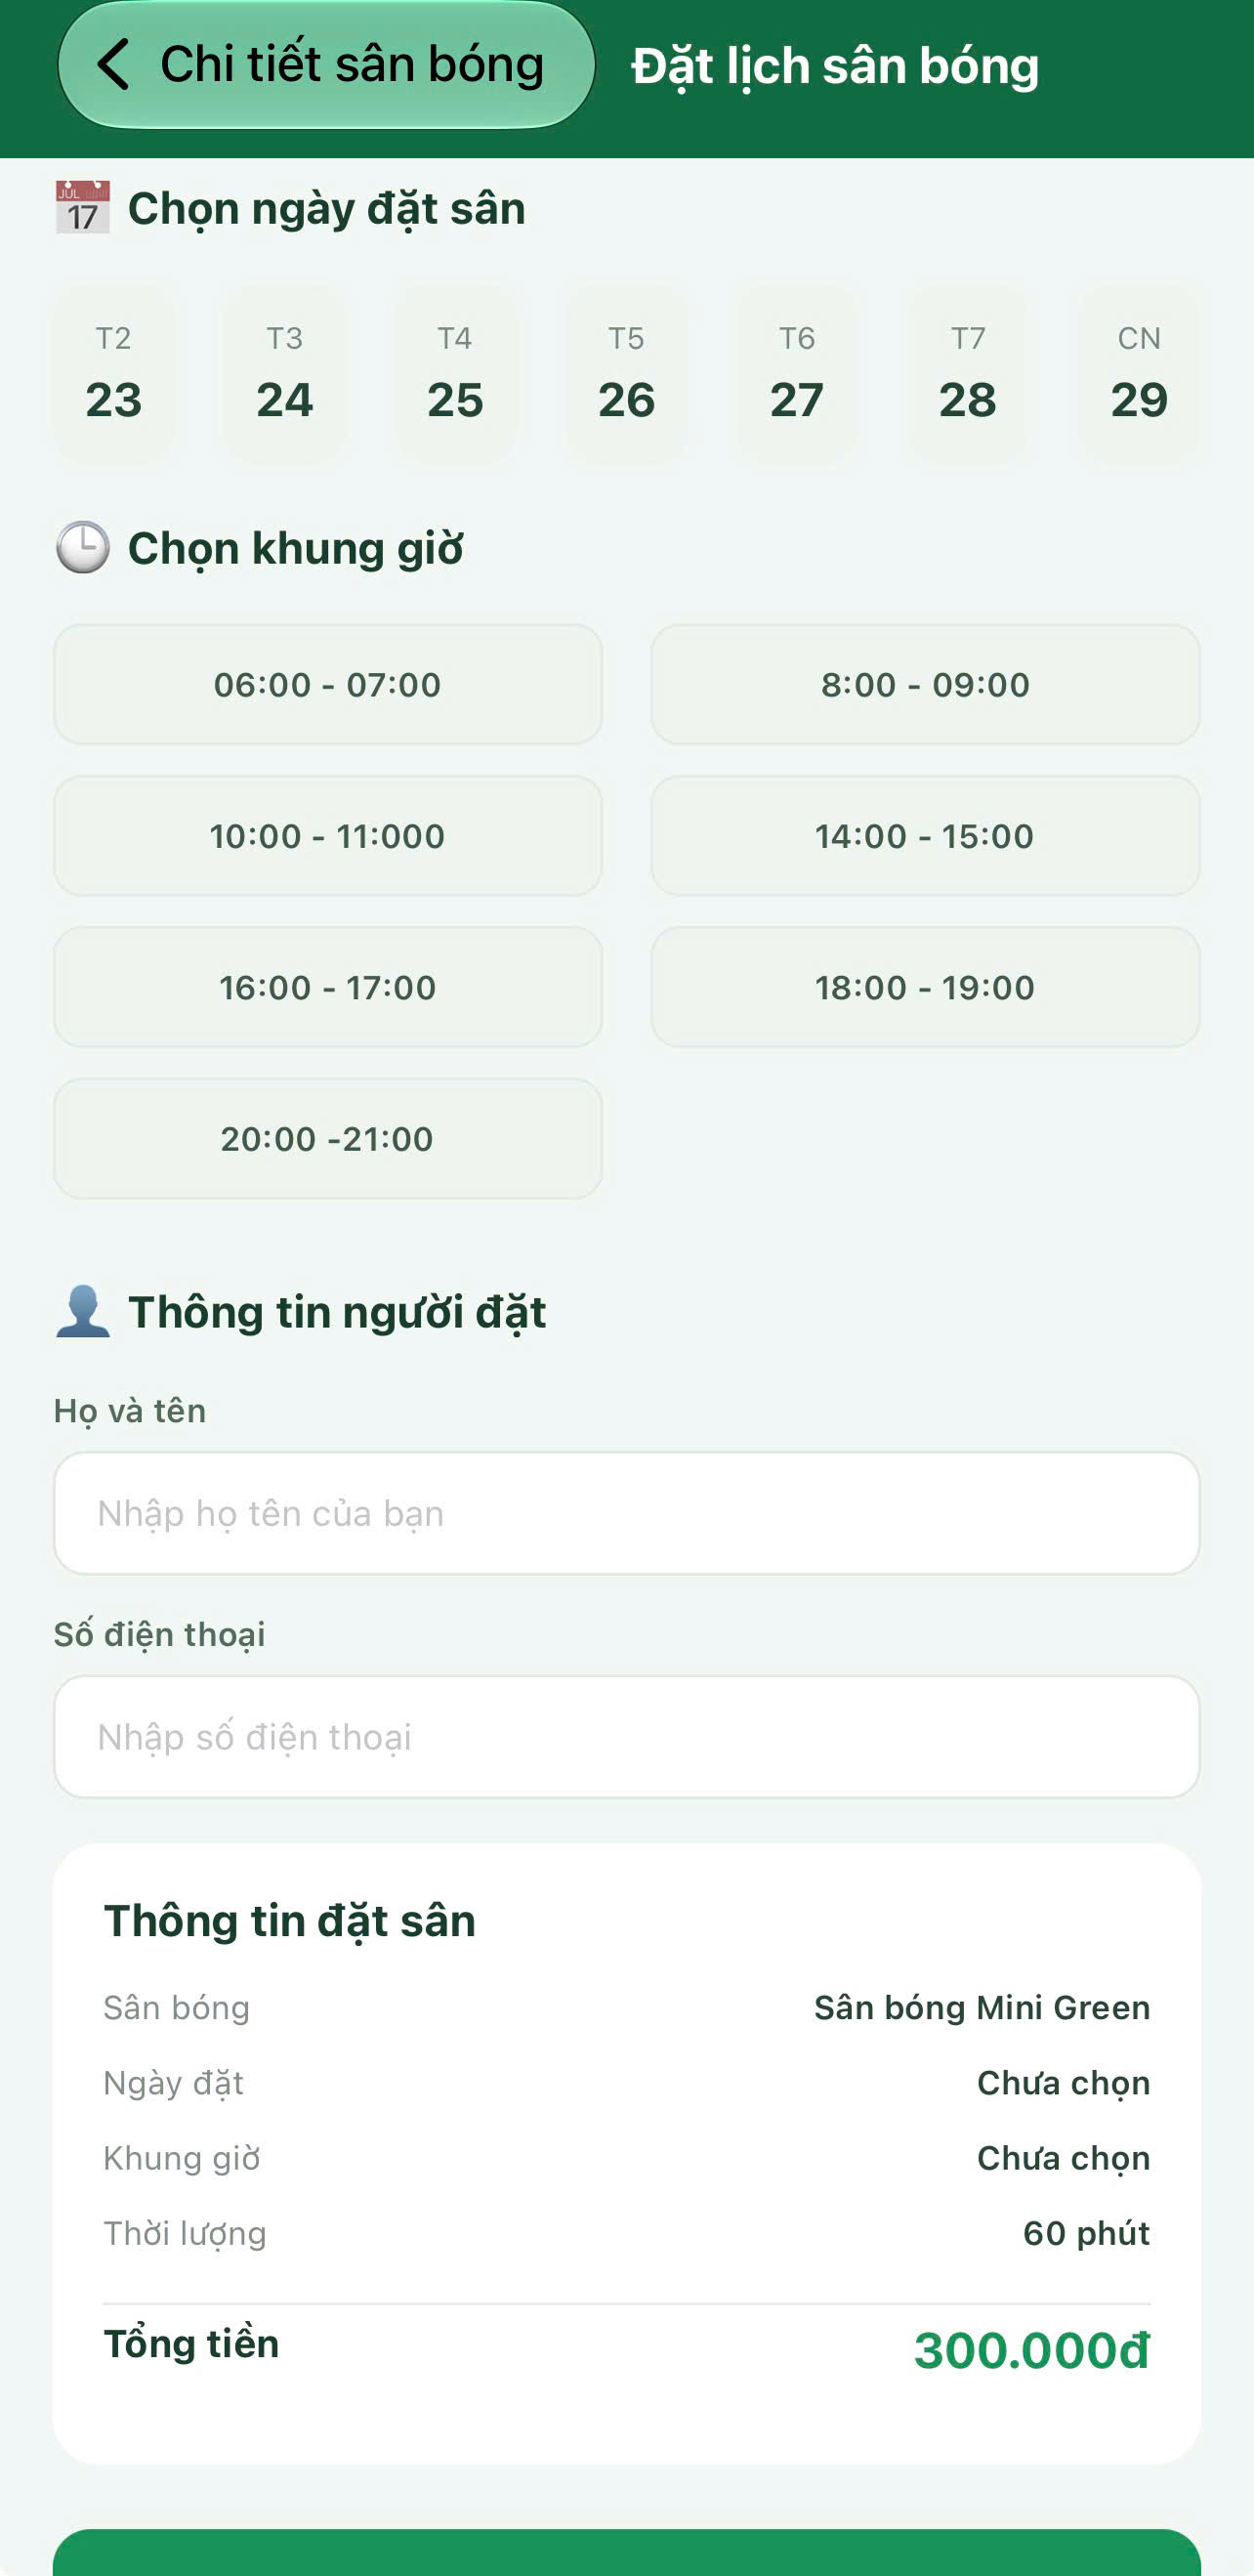 Chi tiết sân bóng Đặt lịch sân bóng
JUL 17 Chọn ngày đặt sân
T2 T3 T4 T5 T6 T7 CN
23 24 25 26 27 28 29
Chọn khung giờ
06:00 - 07:00 8:00 - 09:00
10:00 - 11:000 14:00 - 15:00
16:00 - 17:00 18:00 - 19:00
20:00 -21:00
Thông tin người đặt
Họ và tên
Nhập họ tên của bạn
Số điện thoại
Nhập số điện thoại
Thông tin đặt sân
Sân bóng Sân bóng Mini Green
Ngày đặt Chưa chọn
Khung giờ Chưa chọn
Thời lượng 60 phút
Tổng tiền 300.000đ